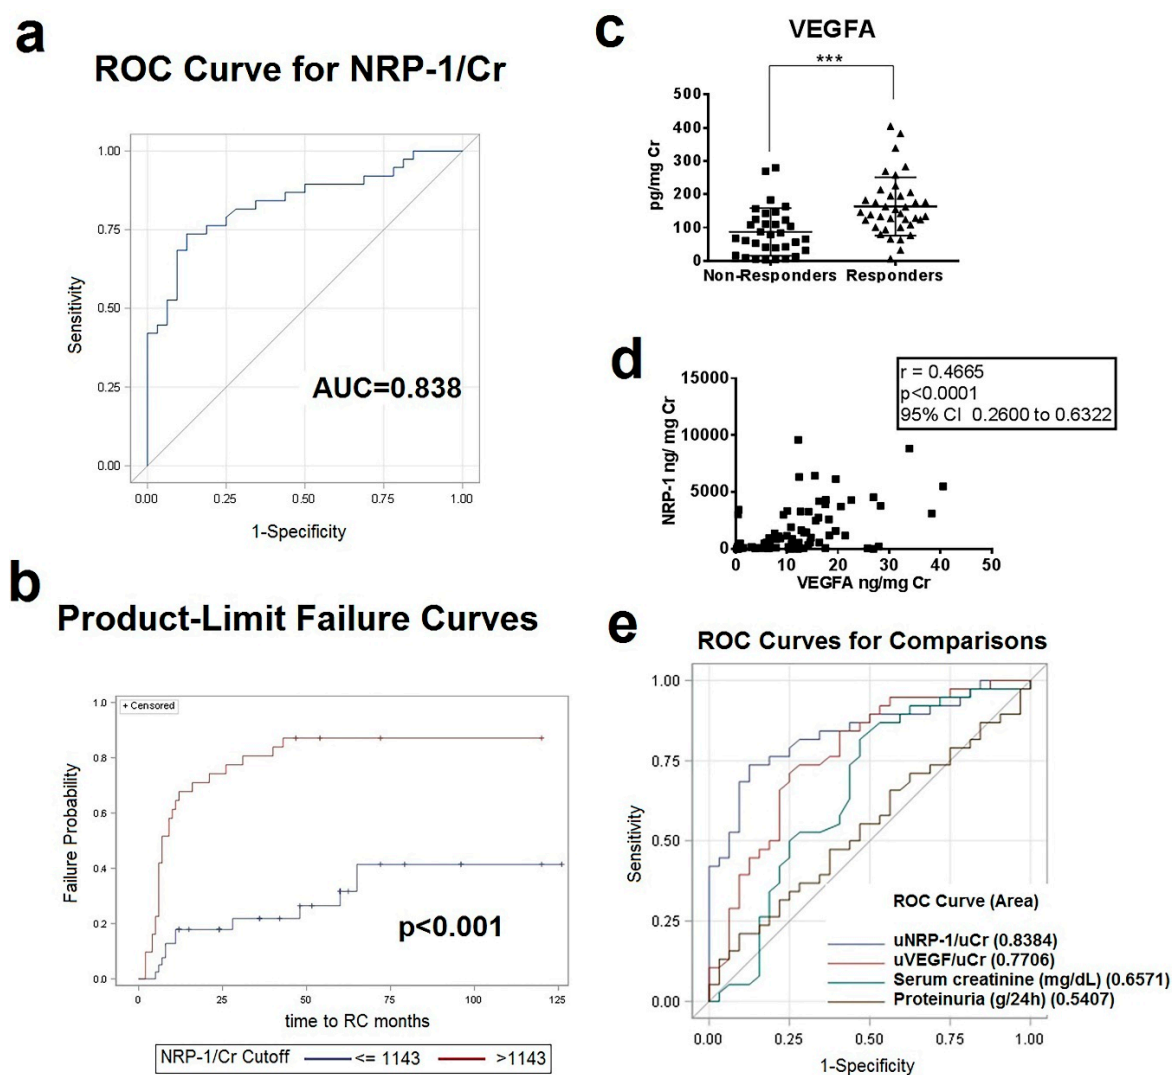 a
ROC Curve for NRP-1/Cr
1.00
0.75
0.50
0.25
0.00
Sensitivity
AUC=0.838
0.00 0.25 0.50 0.75 1.00
1-Specificity
b
Product-Limit Failure Curves
+ Censored
1.0
0.8
0.6
0.4
0.2
0.0
Failure Probability
p<0.001
0 25 50 75 100 125
time to RC months
NRP-1/Cr Cutoff <= 1143 >1143
c
VEGFA
***
500
400
300
200
100
0
pg/mg Cr
Non-Responders Responders
d
r = 0.4665
p<0.0001
95% CI 0.2600 to 0.6322
15000
10000
5000
0
NRP-1 ng/ mg Cr
0 10 20 30 40 50
VEGFA ng/mg Cr
e
ROC Curves for Comparisons
1.00
0.75
0.50
0.25
0.00
Sensitivity
ROC Curve (Area)
uNRP-1/uCr (0.8384)
uVEGF/uCr (0.7706)
Serum creatinine (mg/dL) (0.6571)
Proteinuria (g/24h) (0.5407)
0.00 0.25 0.50 0.75 1.00
1-Specificity